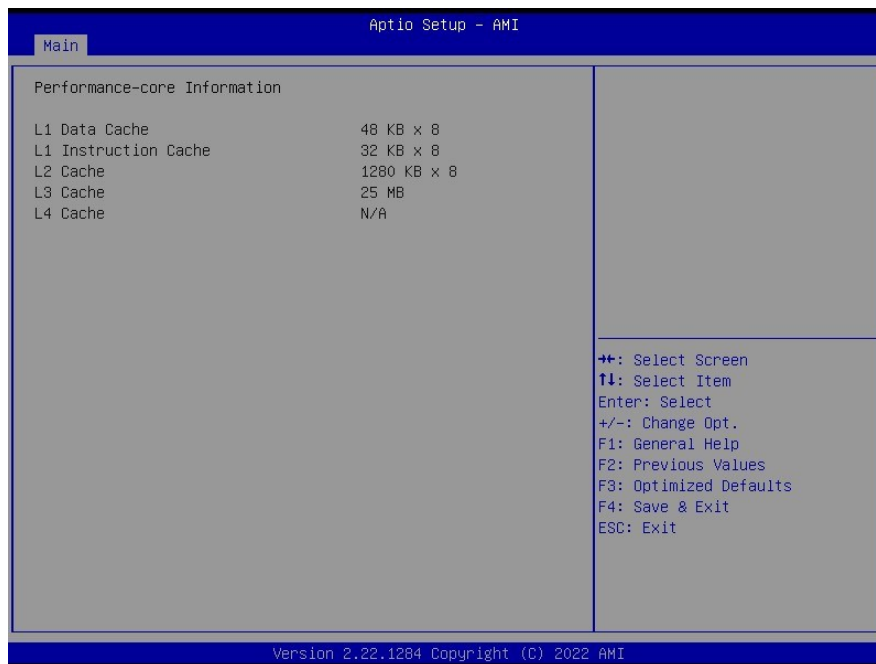 Aptio Setup - AMI
Main
Performance-core Information
L1 Data Cache 48 KB x 8
L1 Instruction Cache 32 KB x 8
L2 Cache 1280 KB x 8
L3 Cache 25 MB
L4 Cache N/A
→←: Select Screen
↑↓: Select Item
Enter: Select
+/-: Change Opt.
F1: General Help
F2: Previous Values
F3: Optimized Defaults
F4: Save & Exit
ESC: Exit
Version 2.22.1284 Copyright (C) 2022 AMI